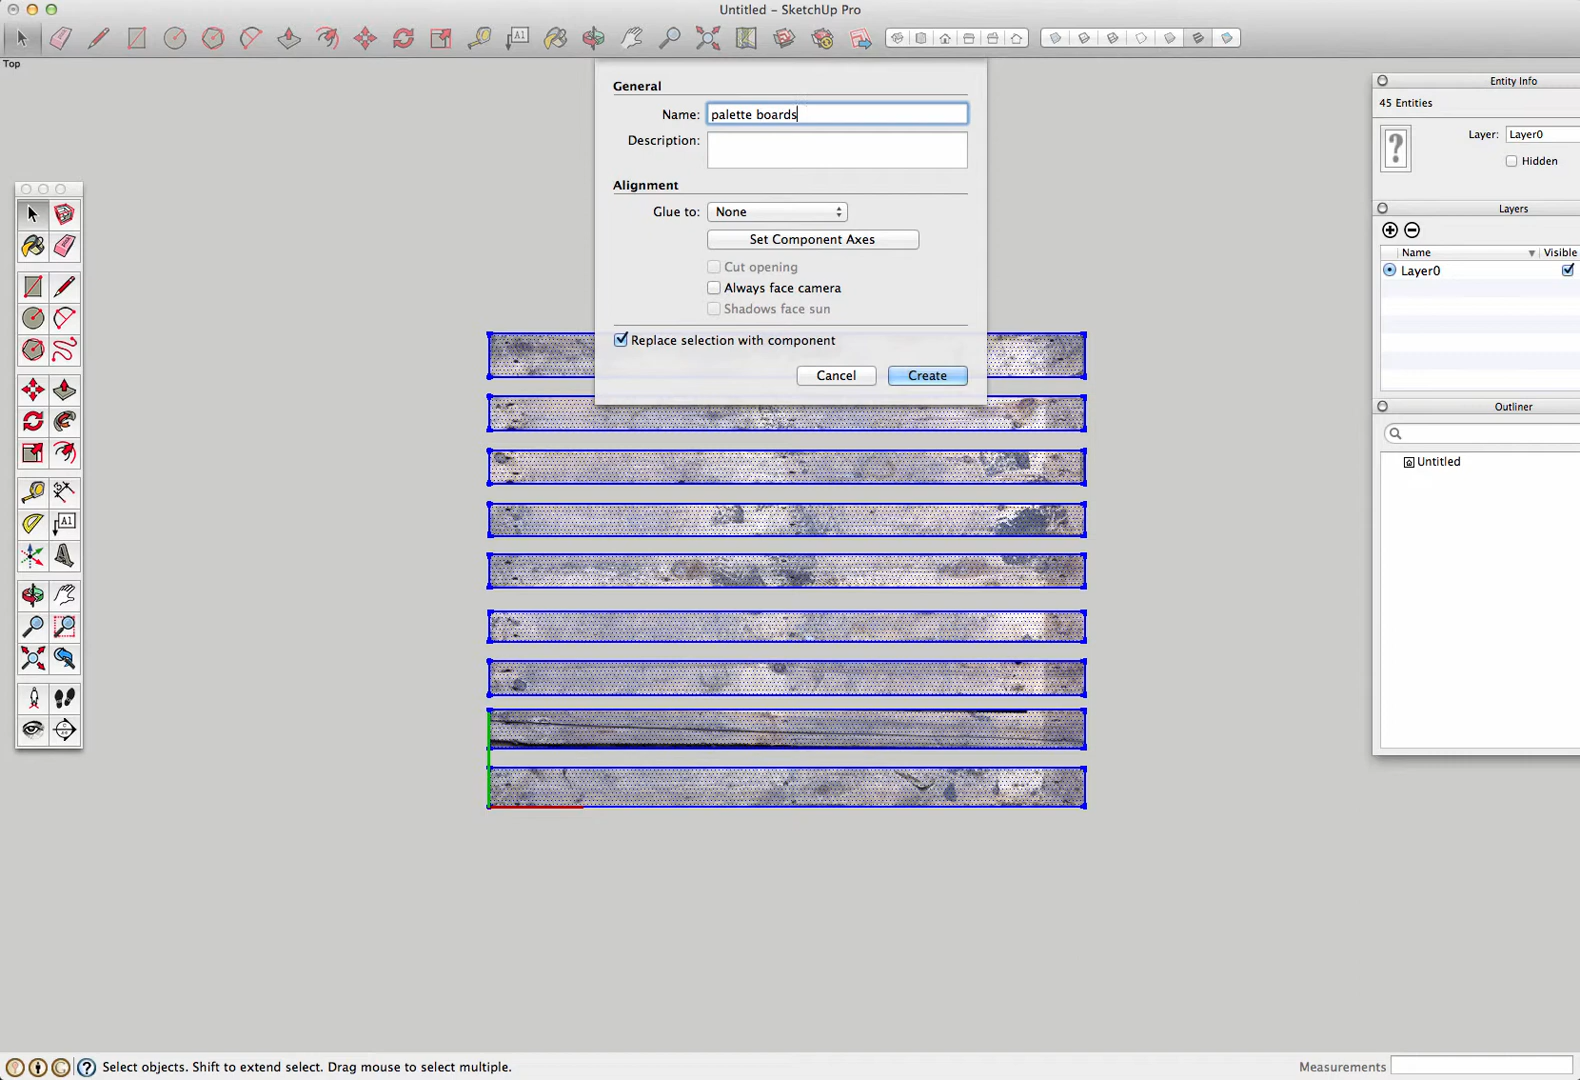 Untitled – SketchUp Pro
A1
Top
General
Name: palette boards
Description:
Alignment
Glue to: None
Set Component Axes
Cut opening
Always face camera
Shadows face sun
Replace selection with component
Cancel Create
Entity Info
45 Entities
?
Layer: Layer0
Hidden
Layers
Name Visible
Layer0
Outliner
Untitled
A1
Select objects. Shift to extend select. Drag mouse to select multiple.
Measurements